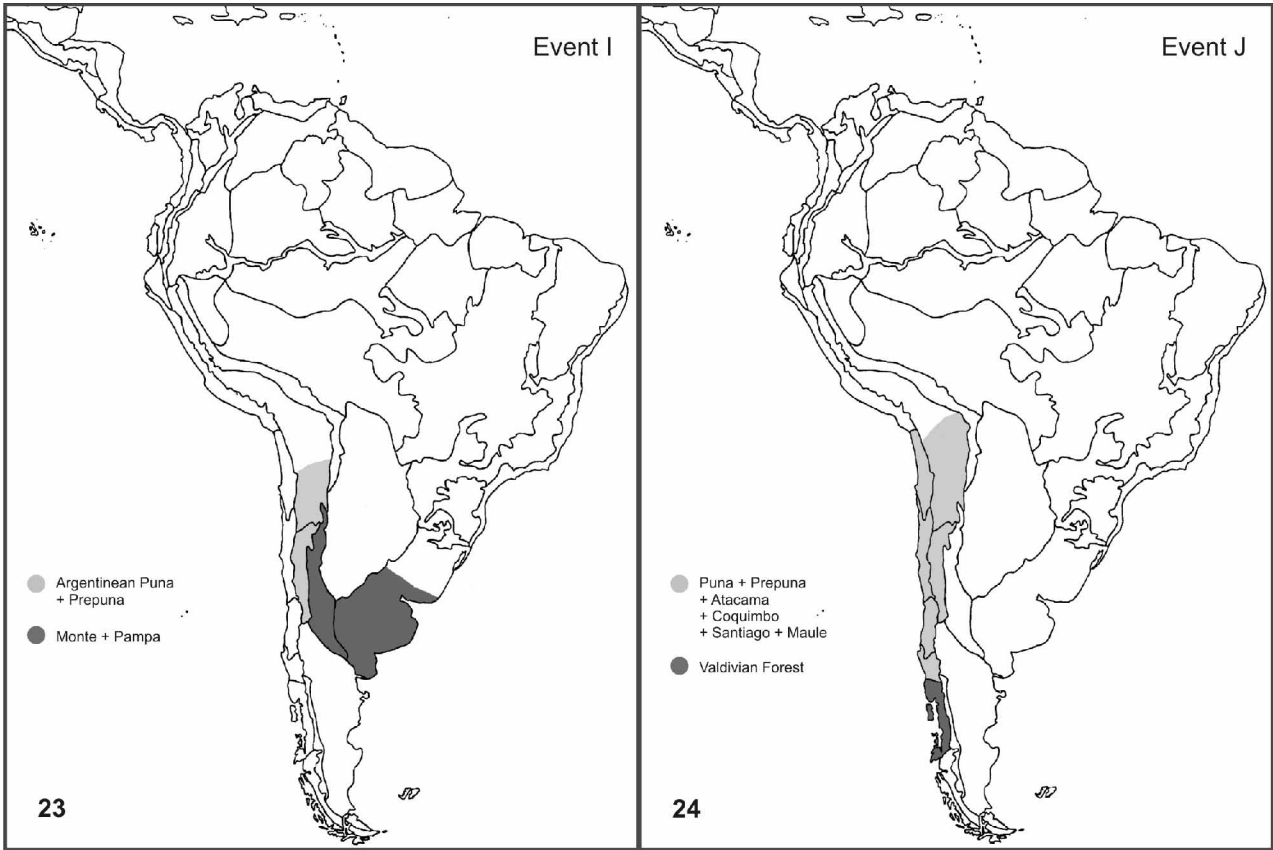 Event I
Argentinean Puna
+ Prepuna
Monte + Pampa
23
Event J
Puna + Prepuna
+ Atacama
+ Coquimbo
+ Santiago + Maule
Valdivian Forest
24